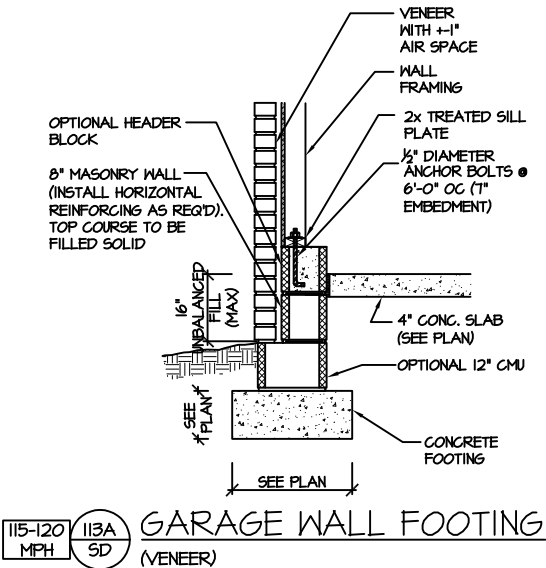 VENEER
WITH +-1"
AIR SPACE
WALL
FRAMING
OPTIONAL HEADER
BLOCK
2x TREATED SILL
PLATE
8" MASONRY WALL
(INSTALL HORIZONTAL
REINFORCING AS REQ'D).
TOP COURSE TO BE
FILLED SOLID
1/2" DIAMETER
ANCHOR BOLTS @
6'-0" OC (7"
EMBEDMENT)
16"
UNBALANCED
FILL
(MAX)
4" CONC. SLAB
(SEE PLAN)
OPTIONAL 12" CMU
SEE
PLAN
CONCRETE
FOOTING
SEE PLAN
115-120
MPH
113A
SD
GARAGE WALL FOOTING
(VENEER)